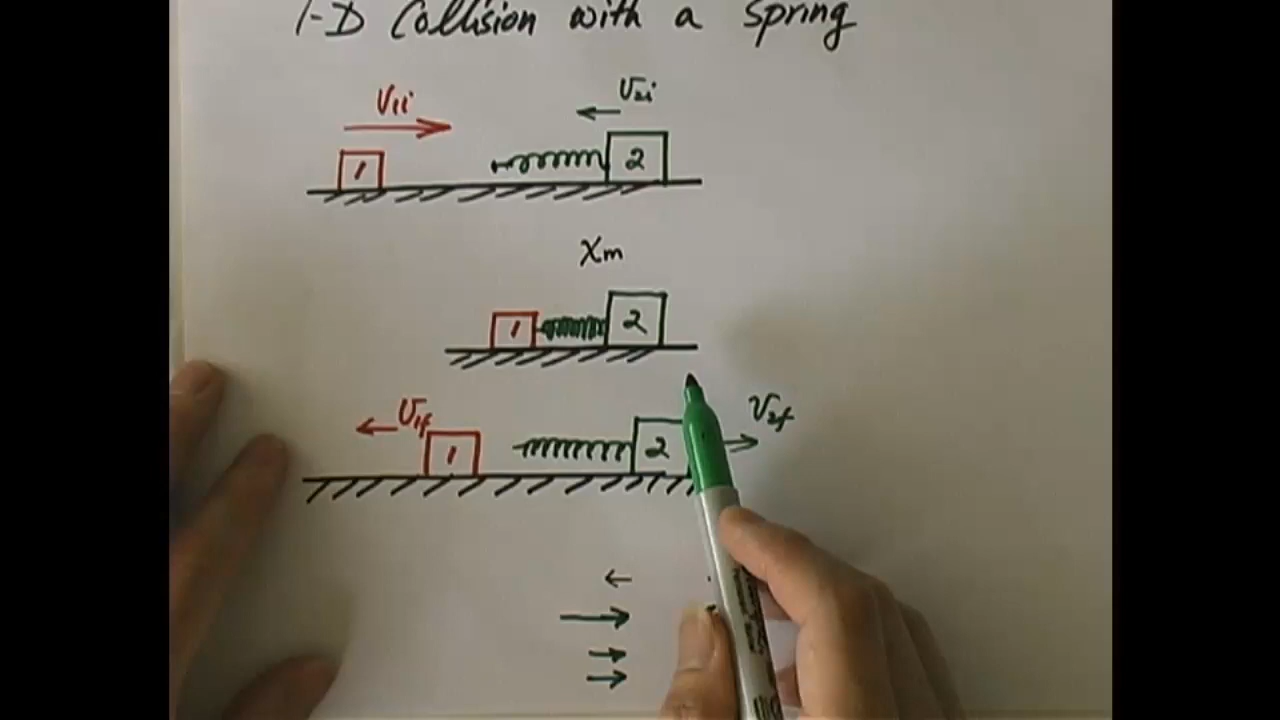 1-D Collision with a Spring
V1i
V2i
1
2
Xm
1
2
V1f
V2f
1
2